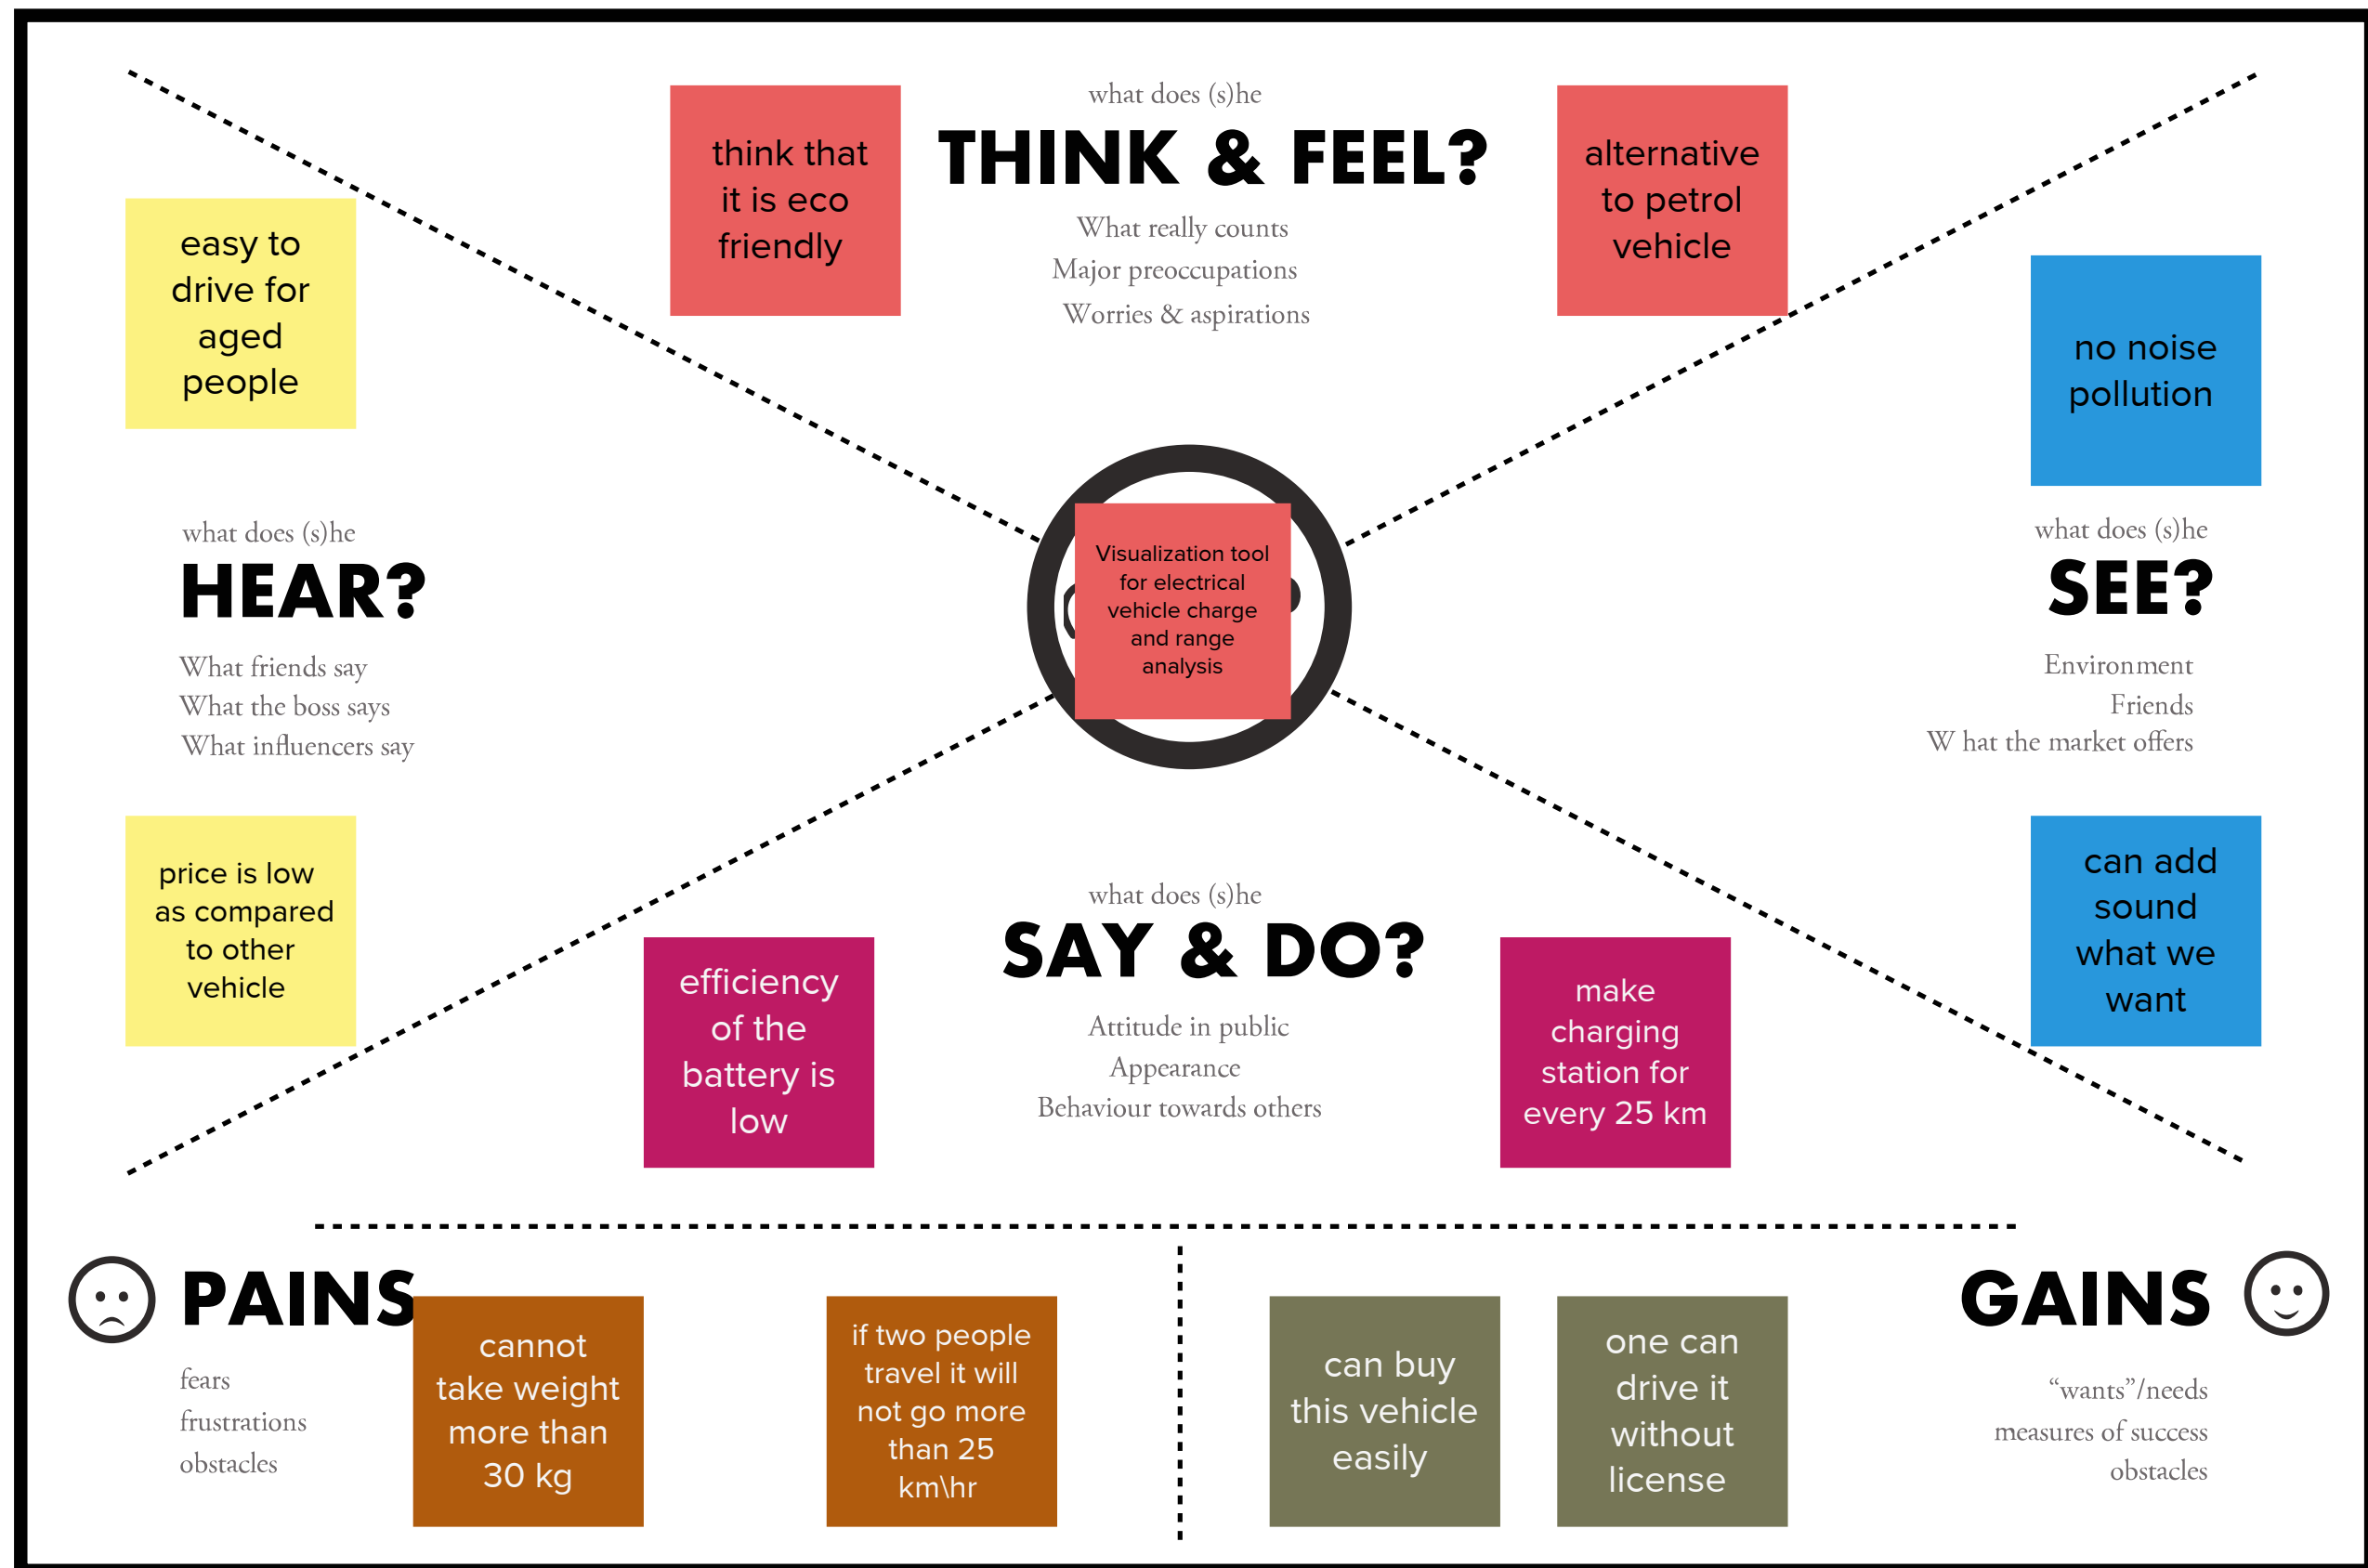 what does (s)he
THINK & FEEL?
What really counts
Major preoccupations
Worries & aspirations
think that
it is eco
friendly
alternative
to petrol
vehicle
easy to
drive for
aged
people
what does (s)he
HEAR?
What friends say
What the boss says
What influencers say
price is low
as compared
to other
vehicle
Visualization tool
for electrical
vehicle charge
and range
analysis
no noise
pollution
what does (s)he
SEE?
Environment
Friends
W hat the market offers
can add
sound
what we
want
what does (s)he
SAY & DO?
Attitude in public
Appearance
Behaviour towards others
efficiency
of the
battery is
low
make
charging
station for
every 25 km
PAINS
fears
frustrations
obstacles
cannot
take weight
more than
30 kg
if two people
travel it will
not go more
than 25
km\hr
can buy
this vehicle
easily
one can
drive it
without
license
GAINS
“wants”/needs
measures of success
obstacles